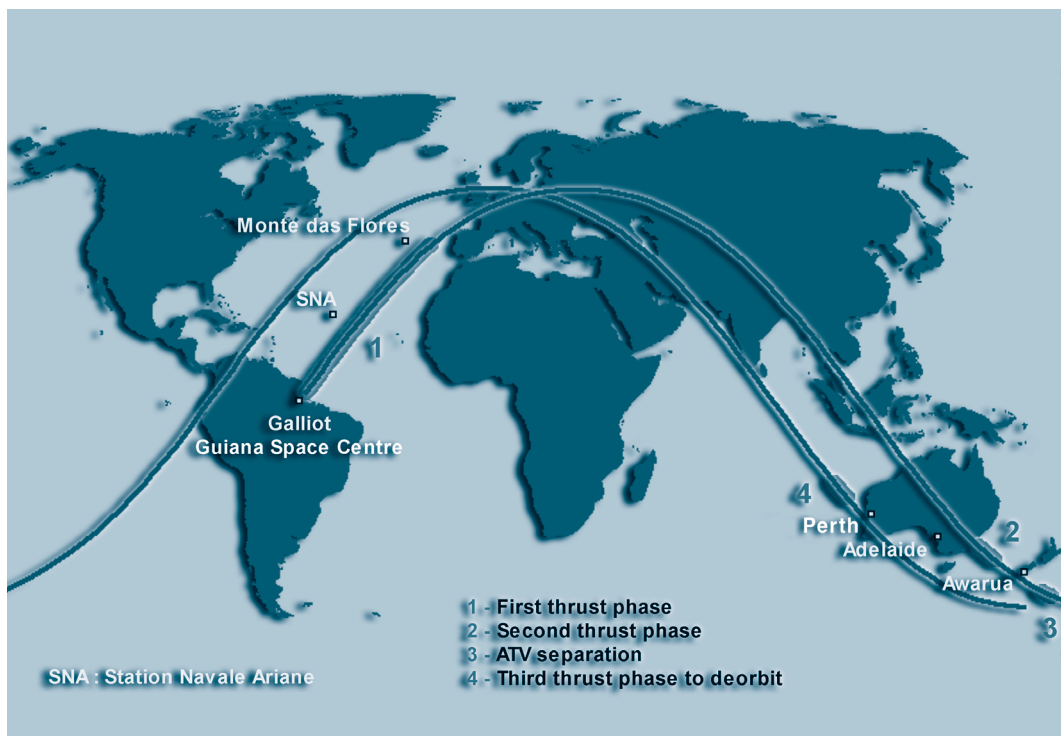 Monte das Flores
SNA
1
Galliot
Guiana Space Centre
4
Perth
2
Adelaide
Awarua
3
1 - First thrust phase
2 - Second thrust phase
3 - ATV separation
4 - Third thrust phase to deorbit
SNA : Station Navale Ariane